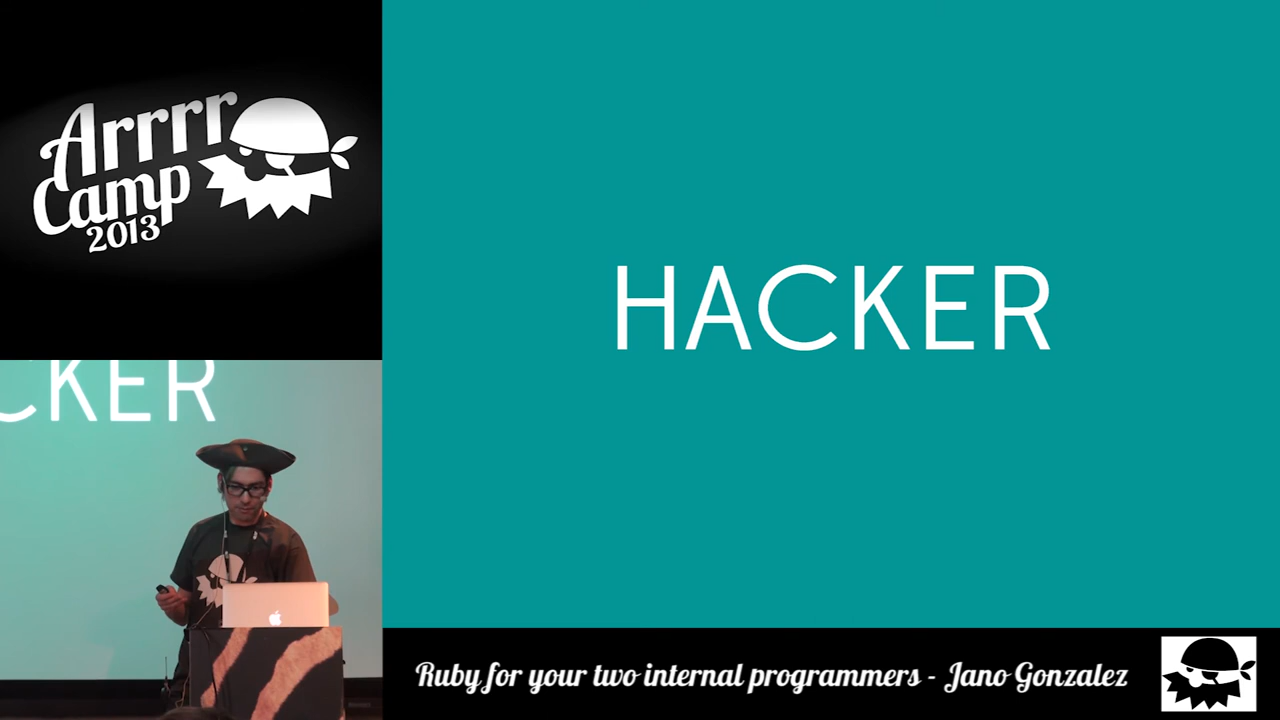 Arrrr
Camp
2013
HACKER
CKER
Ruby for your two internal programmers - Jano Gonzalez